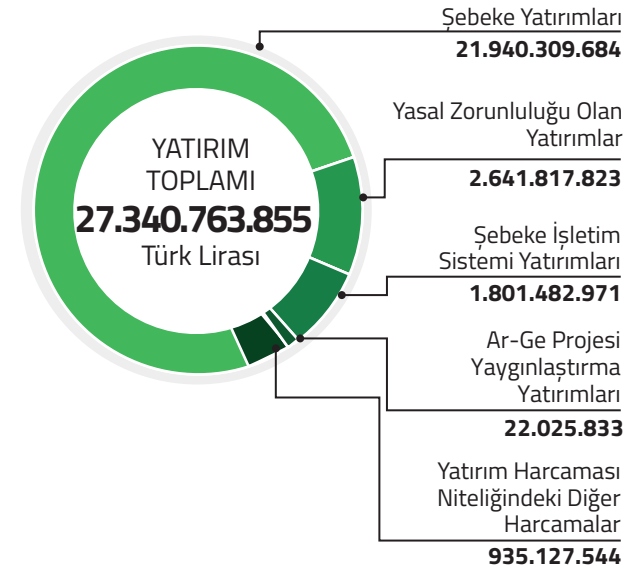 Şebeke Yatırımları
21.940.309.684
Yasal Zorunluluğu Olan
Yatırımlar
2.641.817.823
Şebeke İşletim
Sistemi Yatırımları
1.801.482.971
Ar-Ge Projesi
Yaygınlaştırma
Yatırımları
22.025.833
Yatırım Harcaması
Niteliğindeki Diğer
Harcamalar
935.127.544
YATIRIM
TOPLAMI
27.340.763.855
Türk Lirası